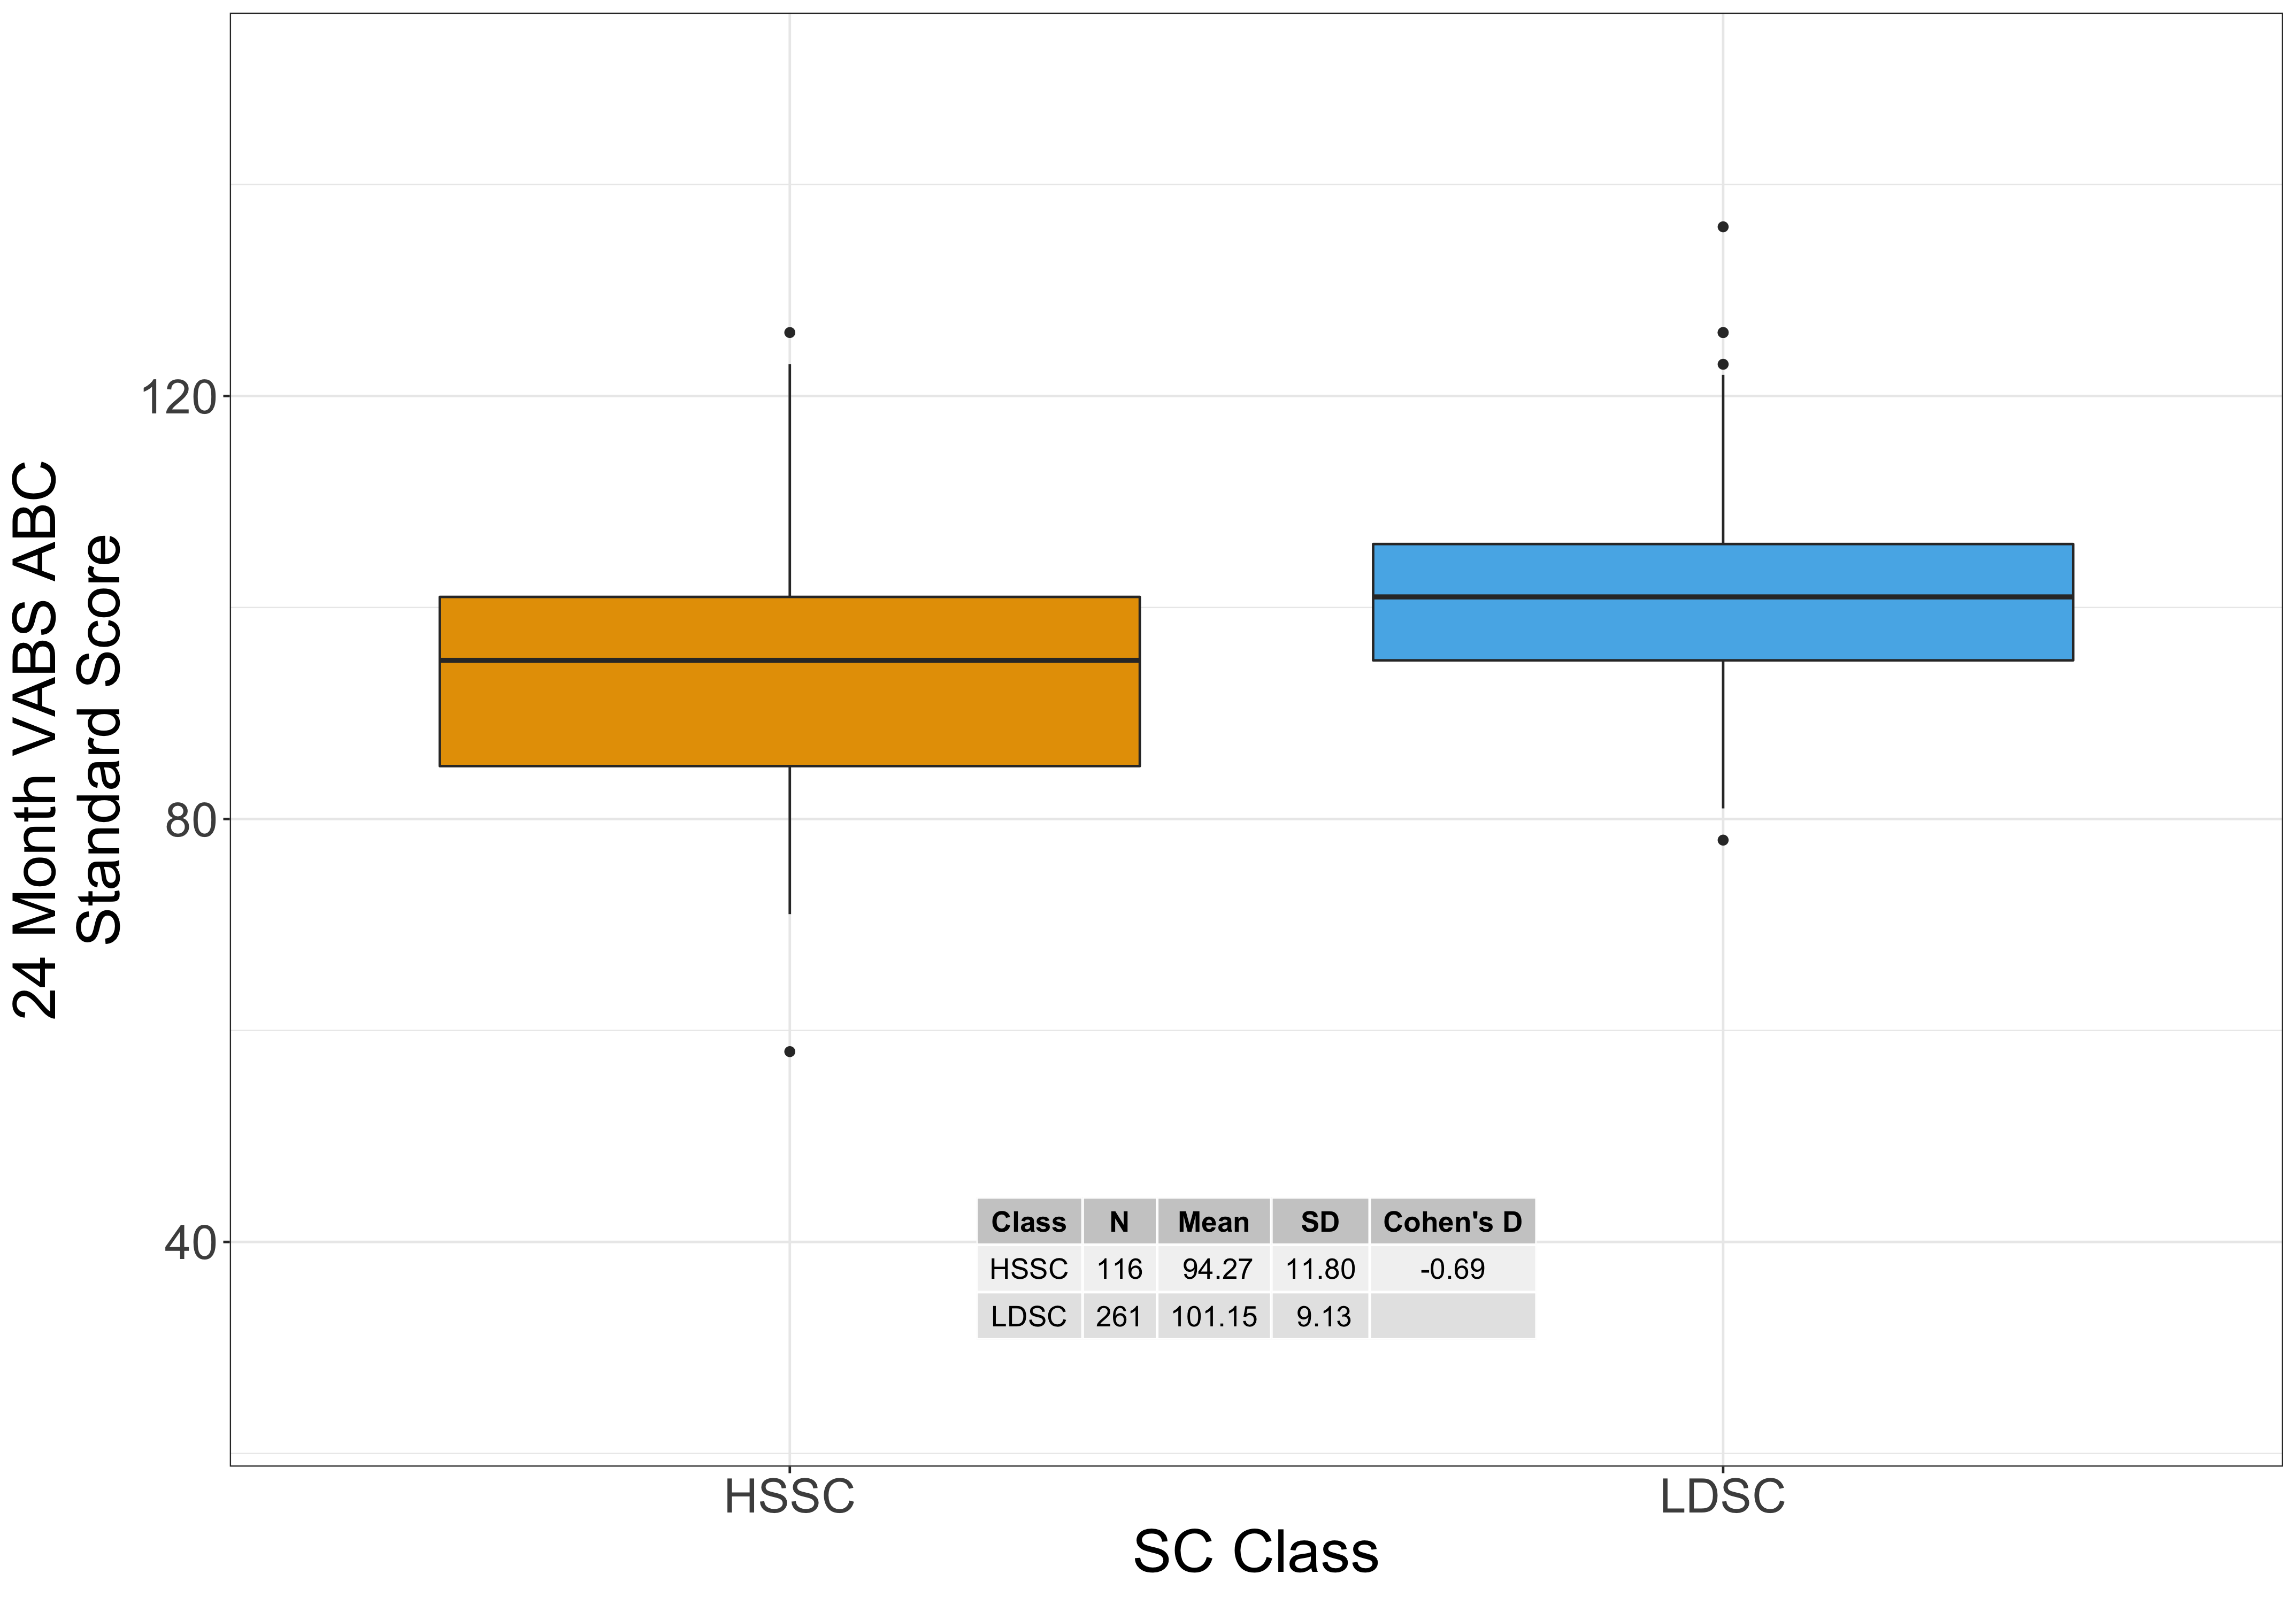 24 Month VABS ABC
Standard Score
120
80
40
Class N Mean SD Cohen's D
HSSC 116 94.27 11.80 -0.69
LDSC 261 101.15 9.13
HSSC LDSC
SC Class